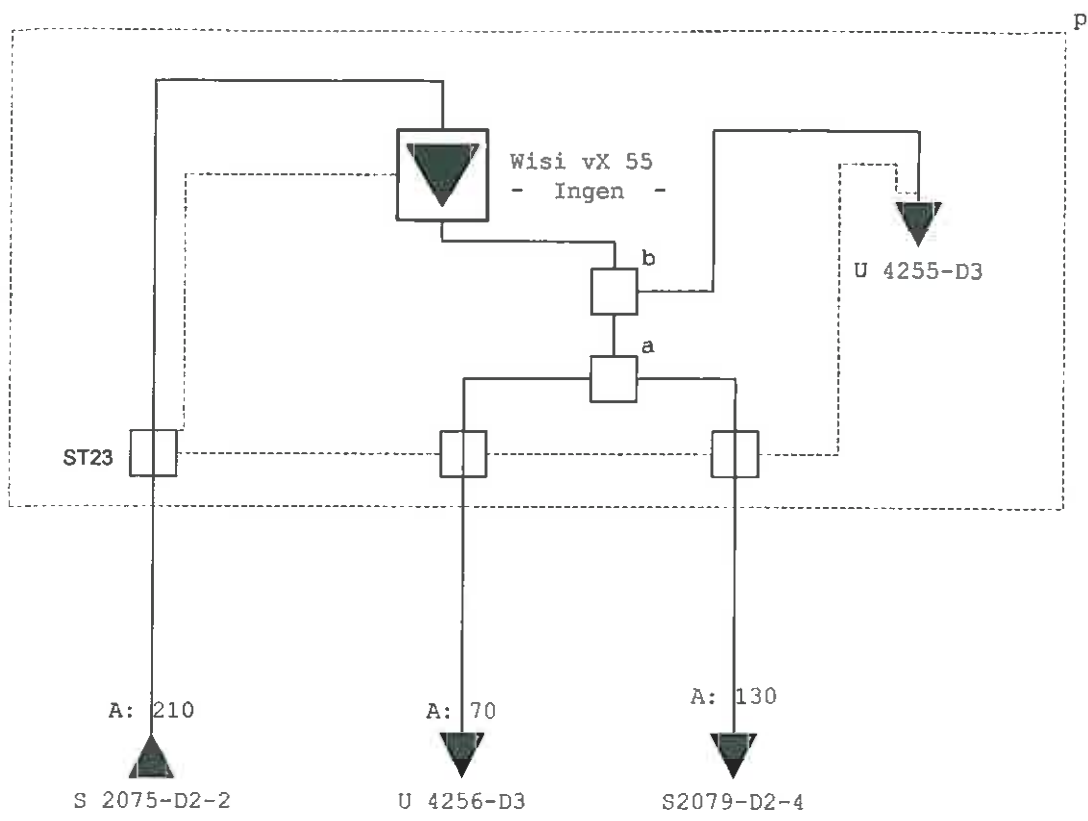 p
Wisi vX 55
- Ingen -
b
U 4255-D3
a
ST23
A: 210
A: 70
A: 130
S 2075-D2-2
U 4256-D3
S2079-D2-4